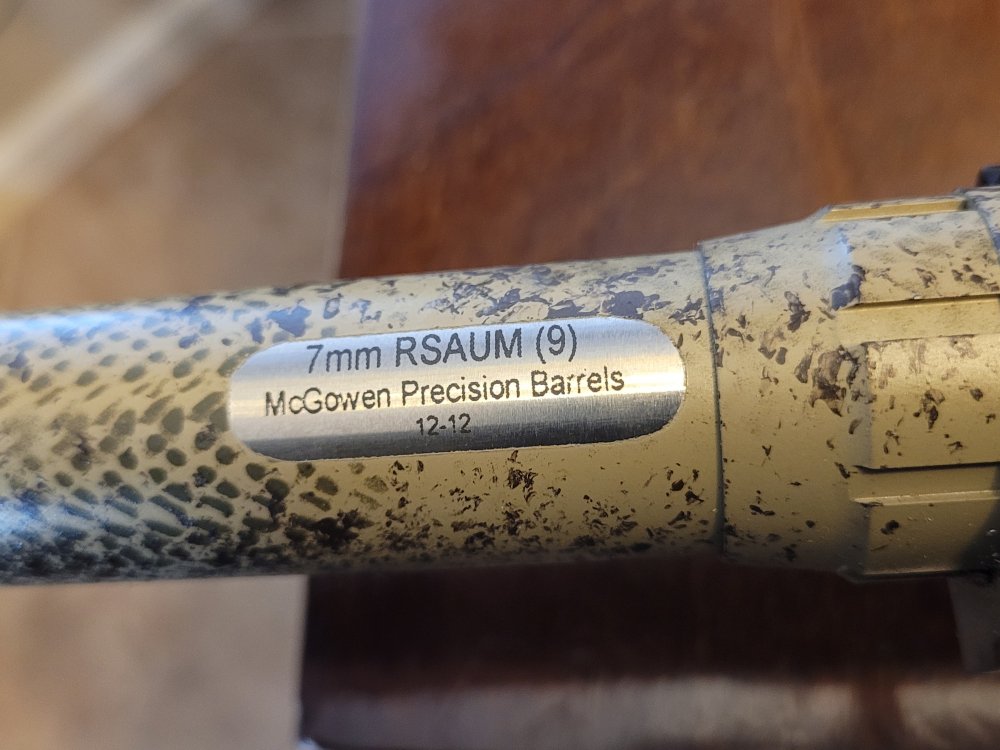 7mm RSAUM (9)
McGowen Precision Barrels
12-12